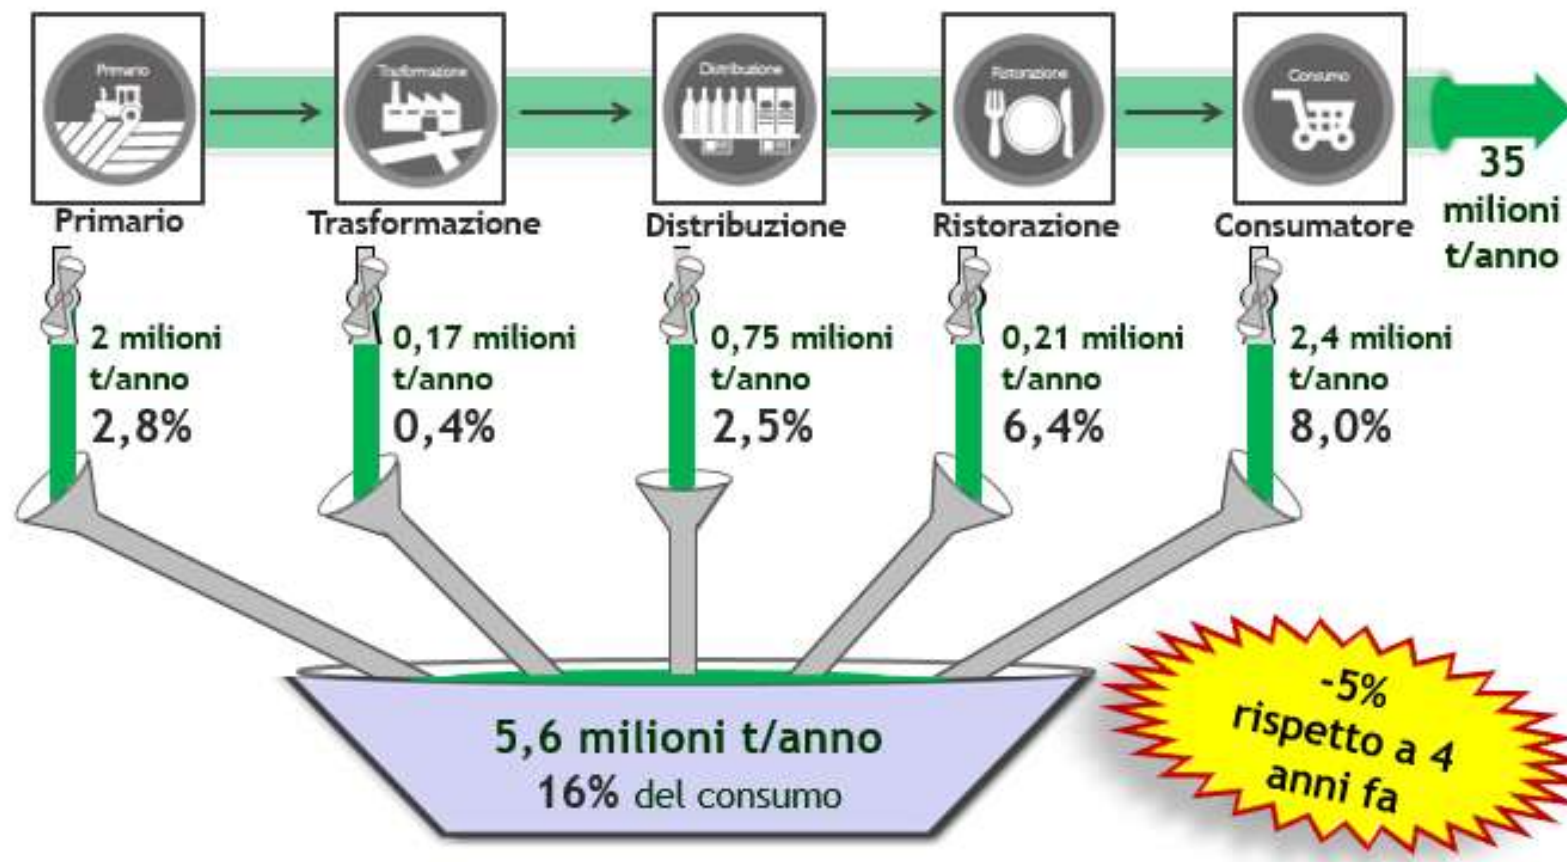 Primario
Trasformazione
Distribuzione
Ristorazione
Consumo
Primario
Trasformazione
Distribuzione
Ristorazione
Consumatore
35
milioni
t/anno
2 milioni
t/anno
2,8%
0,17 milioni
t/anno
0,4%
0,75 milioni
t/anno
2,5%
0,21 milioni
t/anno
6,4%
2,4 milioni
t/anno
8,0%
5,6 milioni t/anno
16% del consumo
-5%
rispetto a 4
anni fa